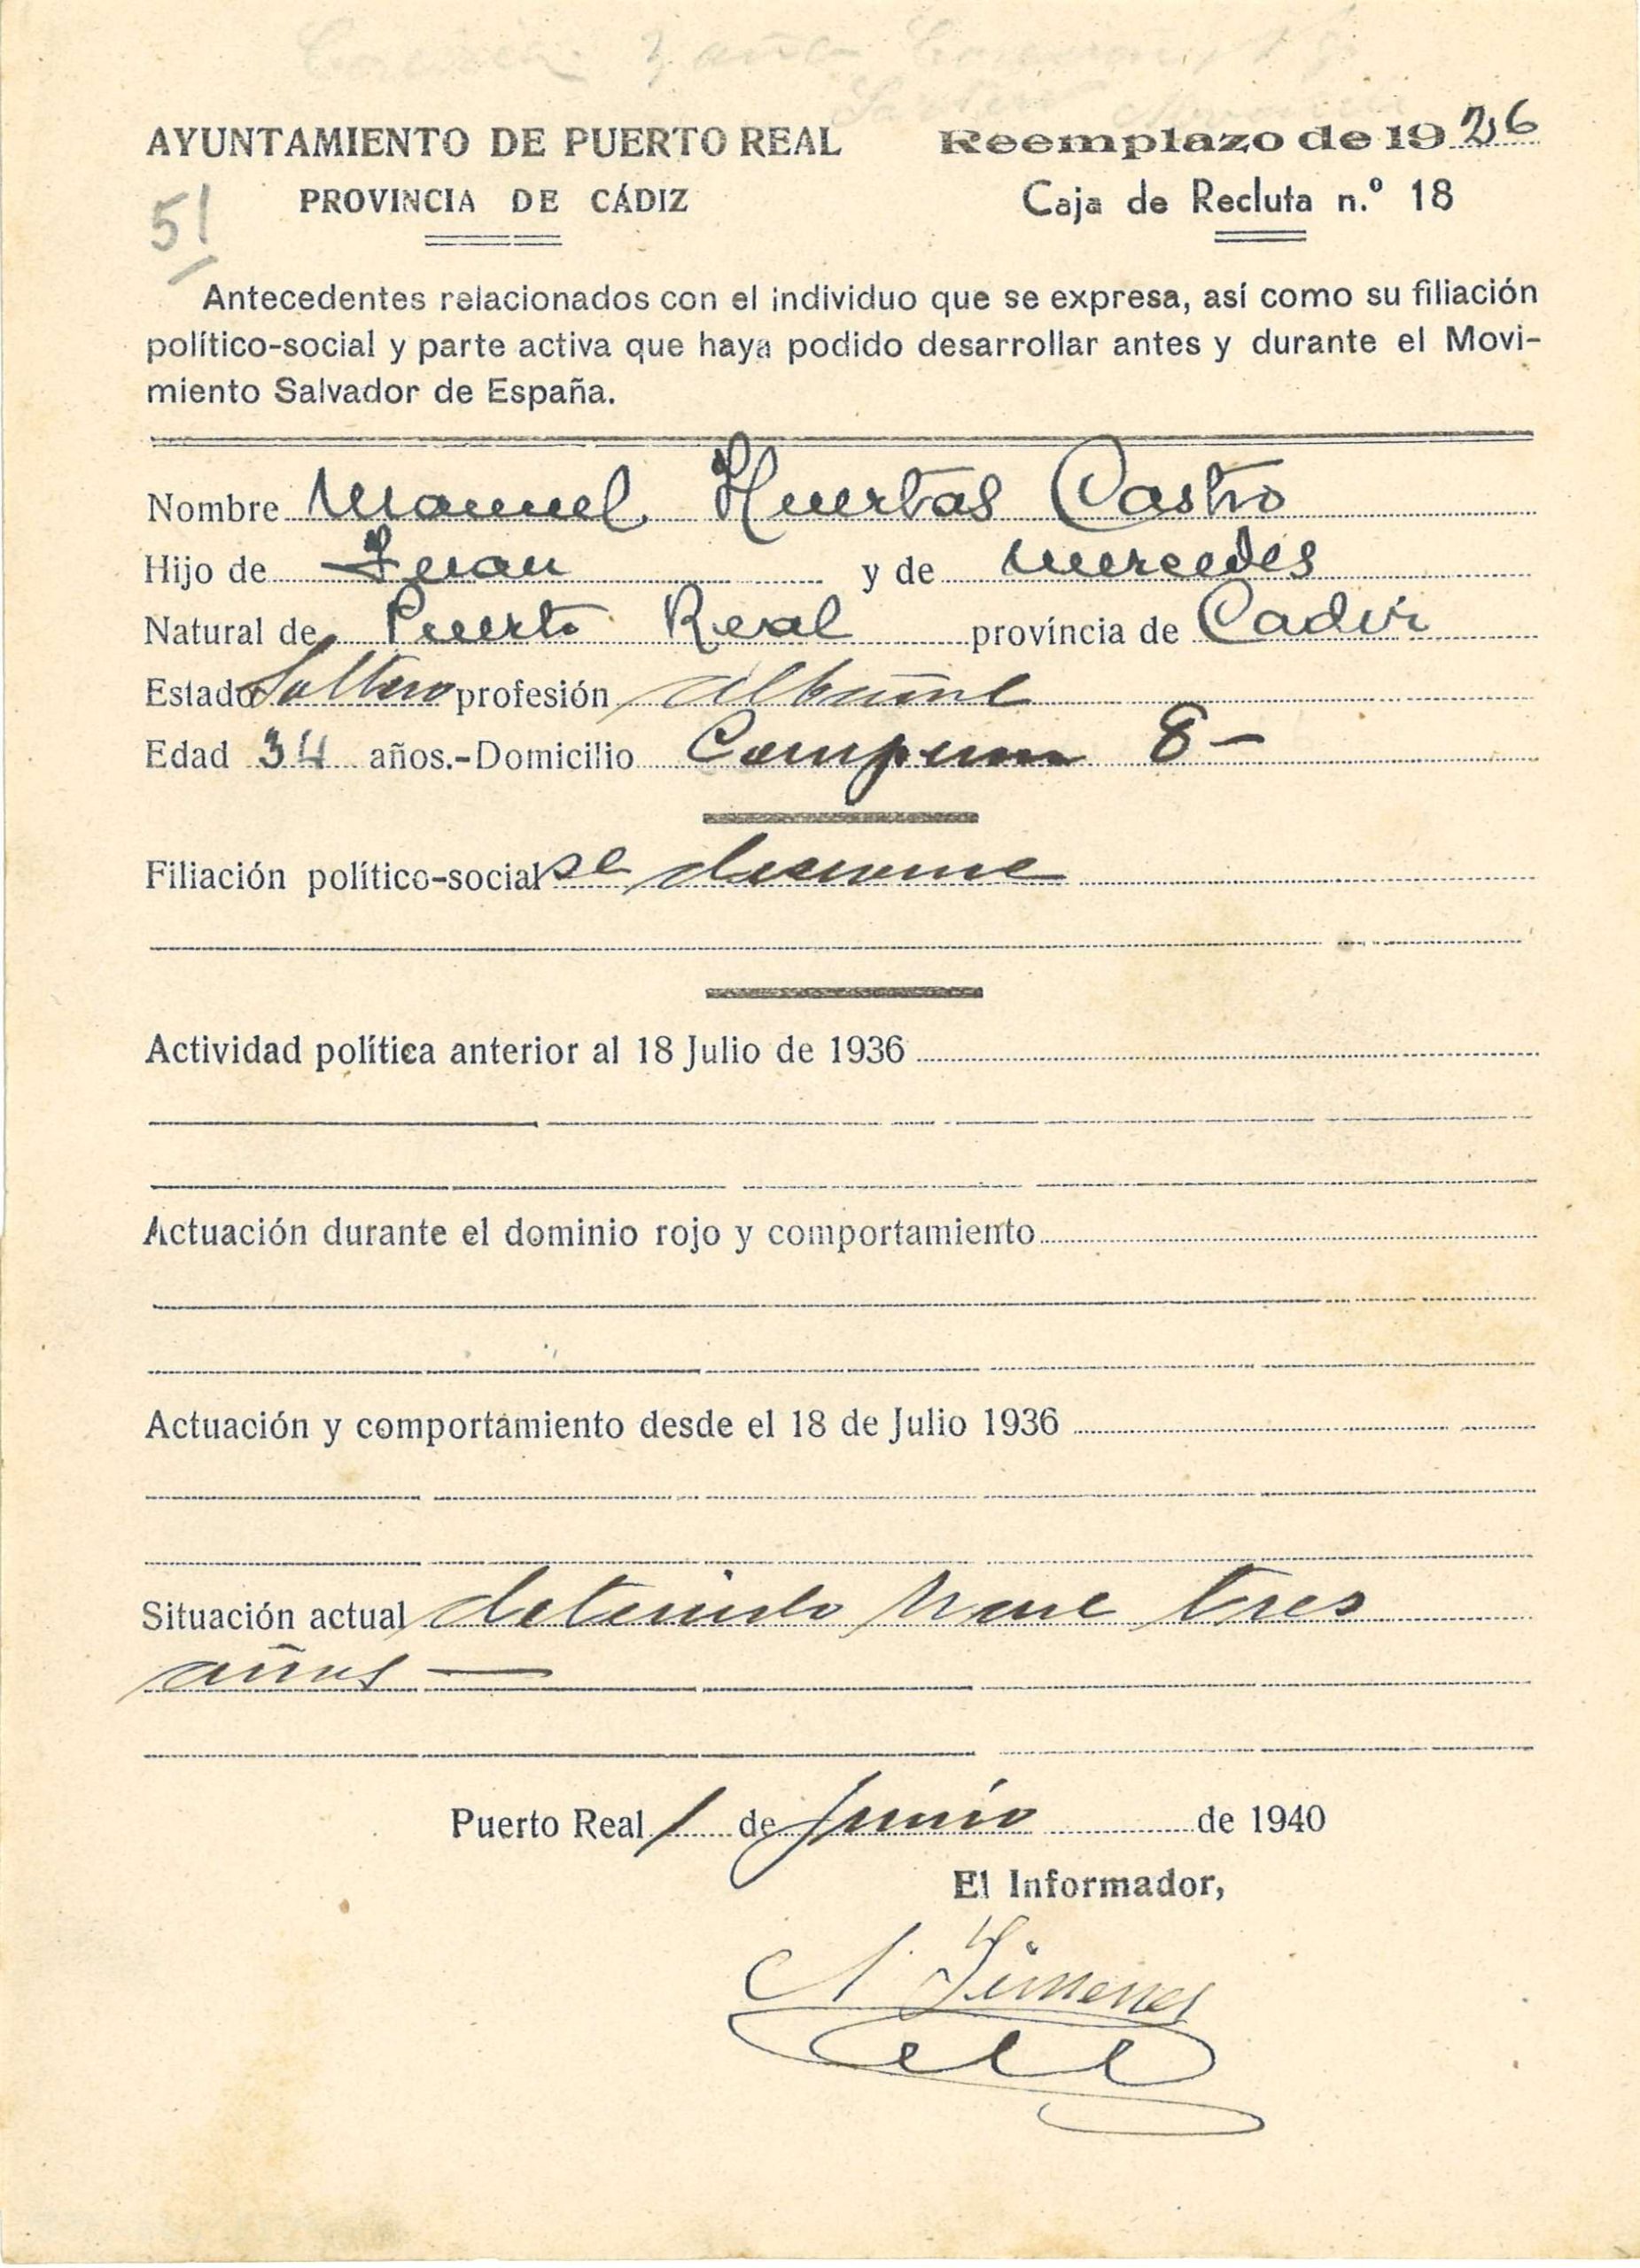 AYUNTAMIENTO DE PUERTO REAL
PROVINCIA DE CÁDIZ
Reemplazo de 1926
Caja de Recluta n.º 18
51
Antecedentes relacionados con el individuo que se expresa, así como su filiación
político-social y parte activa que haya podido desarrollar antes y durante el Movi-
miento Salvador de España.
Nombre Manuel Huertas Castro
Hijo de Juan y de Mercedes
Natural de Puerto Real provincia de Cadiz
Estado Soltero profesión albañil
Edad 34 años.-Domicilio 8-
Filiación político-social se desconoce
Actividad política anterior al 18 Julio de 1936
Actuación durante el dominio rojo y comportamiento
Actuación y comportamiento desde el 18 de Julio 1936
Situación actual detenido hace tres
años —
Puerto Real 1 de Junio de 1940
El Informador,
Jimenez